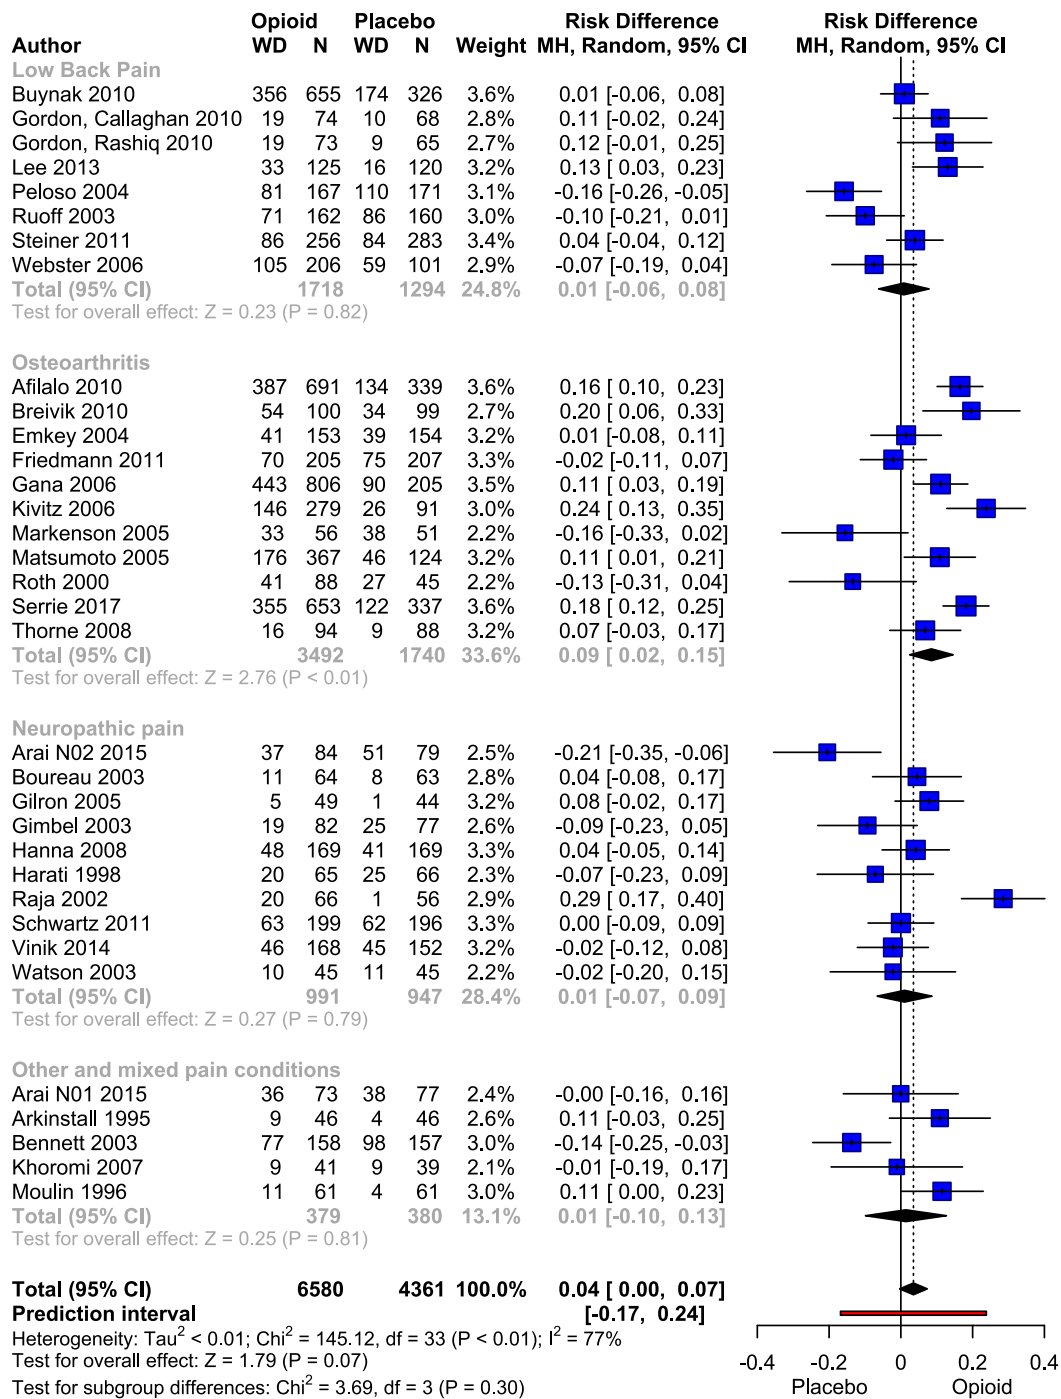 Opioid Placebo Risk Difference Risk Difference
Author WD N WD N Weight MH, Random, 95% CI MH, Random, 95% CI
Low Back Pain
Buynak 2010 356 655 174 326 3.6% 0.01 [-0.06, 0.08]
Gordon, Callaghan 2010 19 74 10 68 2.8% 0.11 [-0.02, 0.24]
Gordon, Rashiq 2010 19 73 9 65 2.7% 0.12 [-0.01, 0.25]
Lee 2013 33 125 16 120 3.2% 0.13 [ 0.03, 0.23]
Peloso 2004 81 167 110 171 3.1% -0.16 [-0.26, -0.05]
Ruoff 2003 71 162 86 160 3.0% -0.10 [-0.21, 0.01]
Steiner 2011 86 256 84 283 3.4% 0.04 [-0.04, 0.12]
Webster 2006 105 206 59 101 2.9% -0.07 [-0.19, 0.04]
Total (95% CI) 1718 1294 24.8% 0.01 [-0.06, 0.08]
Test for overall effect: Z = 0.23 (P = 0.82)
Osteoarthritis
Afilalo 2010 387 691 134 339 3.6% 0.16 [ 0.10, 0.23]
Breivik 2010 54 100 34 99 2.7% 0.20 [ 0.06, 0.33]
Emkey 2004 41 153 39 154 3.2% 0.01 [-0.08, 0.11]
Friedmann 2011 70 205 75 207 3.3% -0.02 [-0.11, 0.07]
Gana 2006 443 806 90 205 3.5% 0.11 [ 0.03, 0.19]
Kivitz 2006 146 279 26 91 3.0% 0.24 [ 0.13, 0.35]
Markenson 2005 33 56 38 51 2.2% -0.16 [-0.33, 0.02]
Matsumoto 2005 176 367 46 124 3.2% 0.11 [ 0.01, 0.21]
Roth 2000 41 88 27 45 2.2% -0.13 [-0.31, 0.04]
Serrie 2017 355 653 122 337 3.6% 0.18 [ 0.12, 0.25]
Thorne 2008 16 94 9 88 3.2% 0.07 [-0.03, 0.17]
Total (95% CI) 3492 1740 33.6% 0.09 [ 0.02, 0.15]
Test for overall effect: Z = 2.76 (P < 0.01)
Neuropathic pain
Arai N02 2015 37 84 51 79 2.5% -0.21 [-0.35, -0.06]
Boureau 2003 11 64 8 63 2.8% 0.04 [-0.08, 0.17]
Gilron 2005 5 49 1 44 3.2% 0.08 [-0.02, 0.17]
Gimbel 2003 19 82 25 77 2.6% -0.09 [-0.23, 0.05]
Hanna 2008 48 169 41 169 3.3% 0.04 [-0.05, 0.14]
Harati 1998 20 65 25 66 2.3% -0.07 [-0.23, 0.09]
Raja 2002 20 66 1 56 2.9% 0.29 [ 0.17, 0.40]
Schwartz 2011 63 199 62 196 3.3% 0.00 [-0.09, 0.09]
Vinik 2014 46 168 45 152 3.2% -0.02 [-0.12, 0.08]
Watson 2003 10 45 11 45 2.2% -0.02 [-0.20, 0.15]
Total (95% CI) 991 947 28.4% 0.01 [-0.07, 0.09]
Test for overall effect: Z = 0.27 (P = 0.79)
Other and mixed pain conditions
Arai N01 2015 36 73 38 77 2.4% -0.00 [-0.16, 0.16]
Arkinstall 1995 9 46 4 46 2.6% 0.11 [-0.03, 0.25]
Bennett 2003 77 158 98 157 3.0% -0.14 [-0.25, -0.03]
Khoromi 2007 9 41 9 39 2.1% -0.01 [-0.19, 0.17]
Moulin 1996 11 61 4 61 3.0% 0.11 [ 0.00, 0.23]
Total (95% CI) 379 380 13.1% 0.01 [-0.10, 0.13]
Test for overall effect: Z = 0.25 (P = 0.81)
Total (95% CI) 6580 4361 100.0% 0.04 [ 0.00, 0.07]
Prediction interval [-0.17, 0.24]
Heterogeneity: Tau² < 0.01; Chi² = 145.12, df = 33 (P < 0.01); I² = 77%
Test for overall effect: Z = 1.79 (P = 0.07)
Test for subgroup differences: Chi² = 3.69, df = 3 (P = 0.30)
-0.4 -0.2 0 0.2 0.4
Placebo Opioid